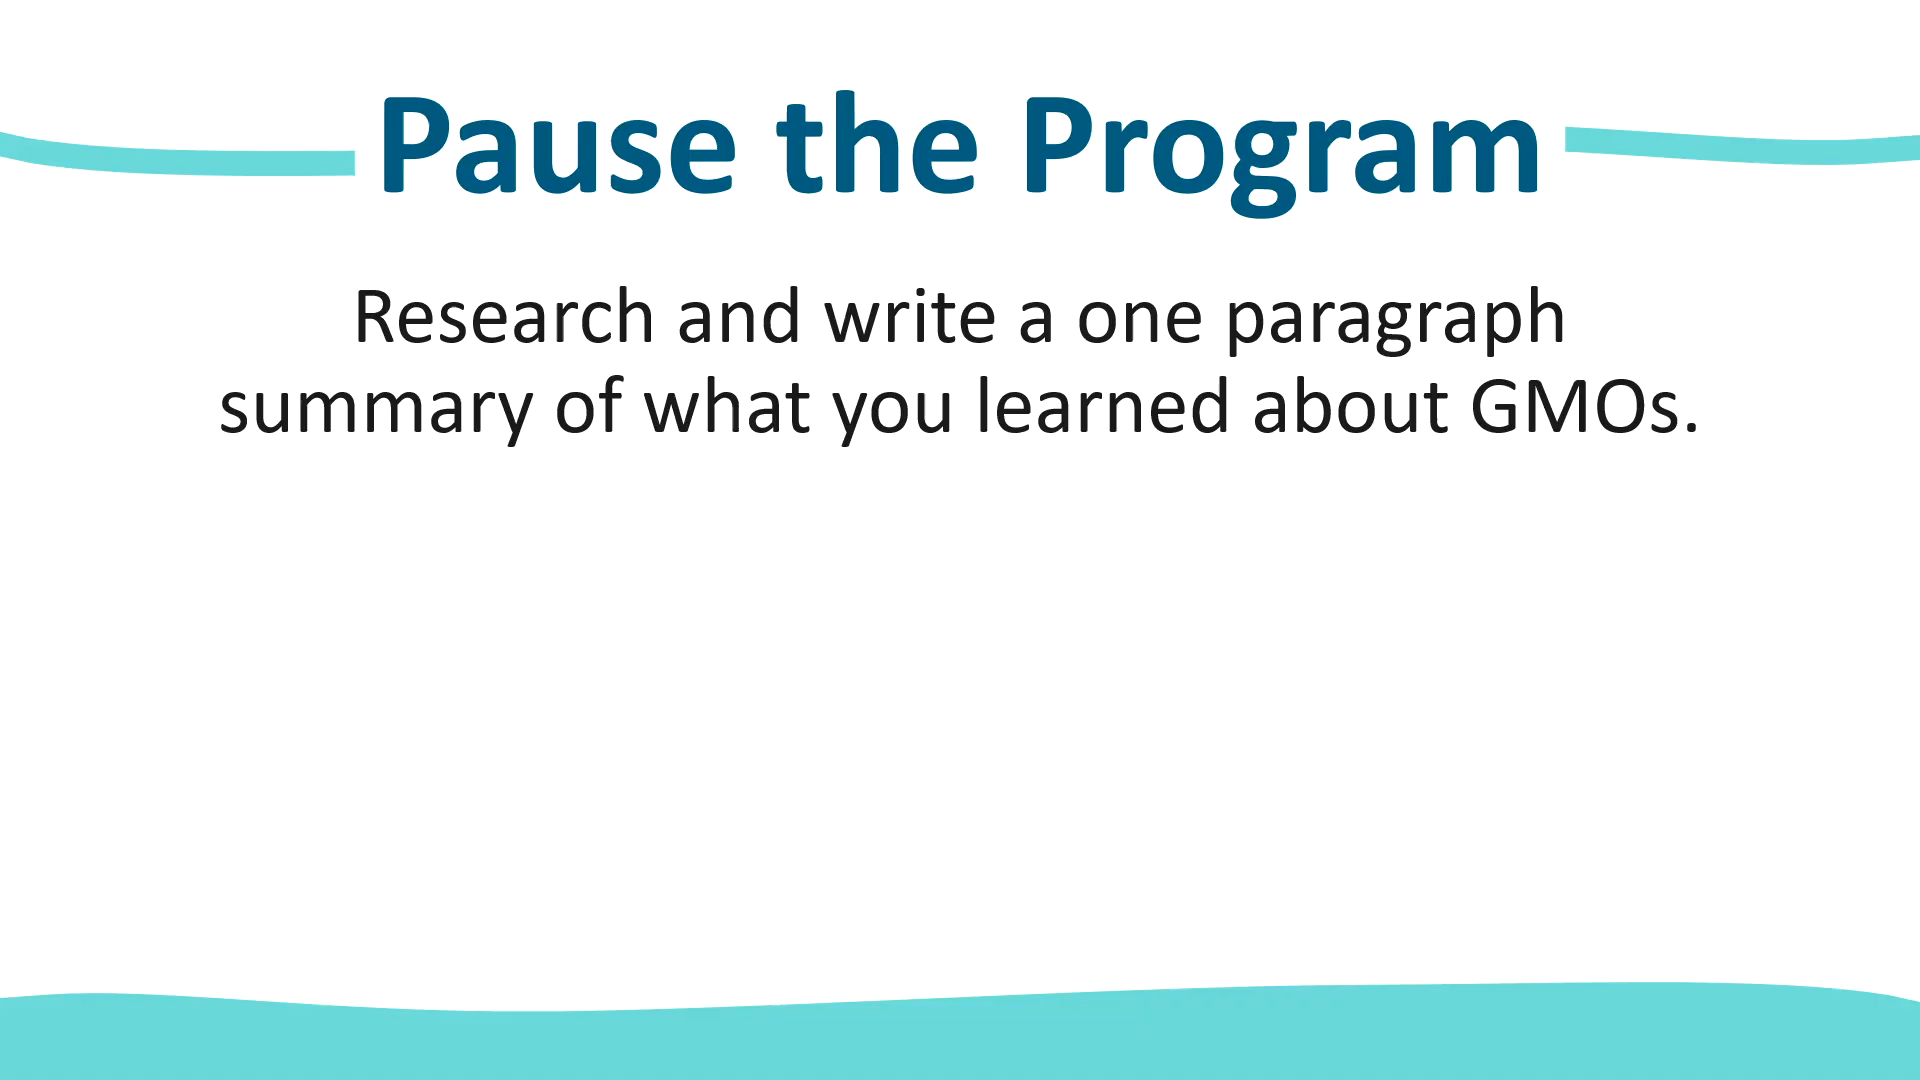 Pause the Program
Research and write a one paragraph
summary of what you learned about GMOs.